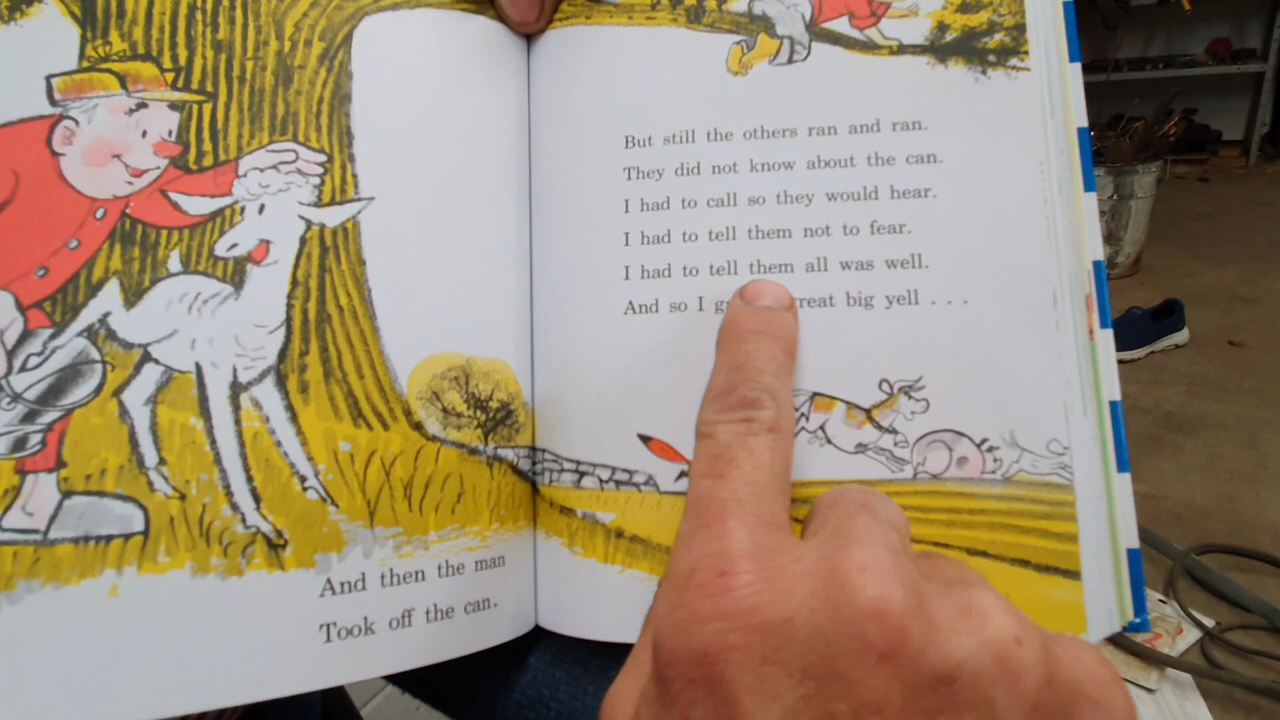 And then the man
Took off the can.
But still the others ran and ran.
They did not know about the can.
I had to call so they would hear.
I had to tell them not to fear.
I had to tell them all was well.
And so I big yell . . .